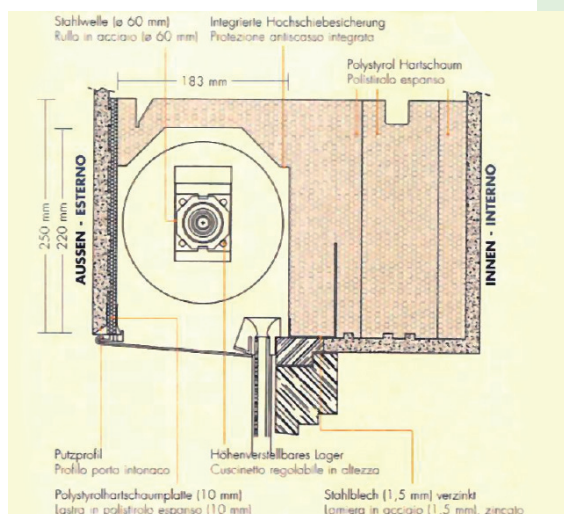 Stahlwelle (ø 60 mm)
Rullo in acciaio (ø 60 mm)
Integrierte Hochschiebesicherung
Protezione antiscasso integrata
Polystyrol Hartschaum
Polistirolo espanso
183 mm
250 mm
220 mm
AUSSEN - ESTERNO
INNEN - INTERNO
Putzprofil
Profilo porta intonaco
Höhenverstellbares Lager
Cuscinetto regolabile in altezza
Polystyrolhartschaumplatte (10 mm)
Lastra in polistirolo espanso (10 mm)
Stahlblech (1,5 mm) verzinkt
Lamiera in acciaio (1,5 mm), zincato